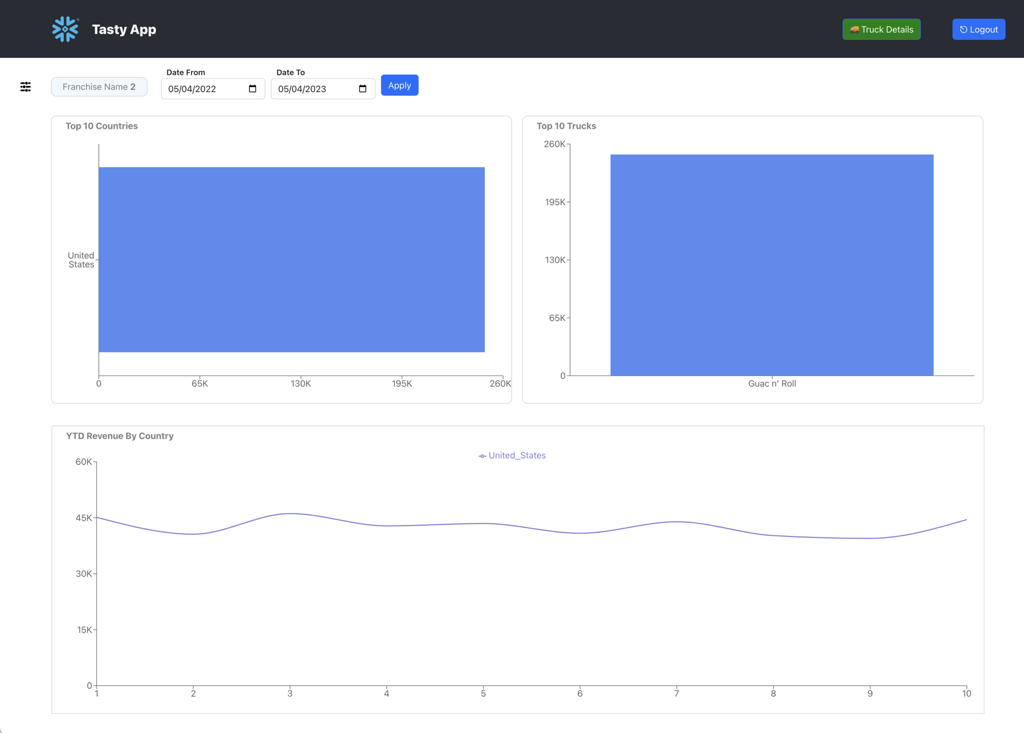 Tasty App
Truck Details
Logout
Franchise Name 2
Date From
05/04/2022
Date To
05/04/2023
Apply
Top 10 Countries
United
States
0 65K 130K 195K 260K
Top 10 Trucks
260K
195K
130K
65K
0
Guac n' Roll
YTD Revenue By Country
United_States
60K
45K
30K
15K
0
1 2 3 4 5 6 7 8 9 10